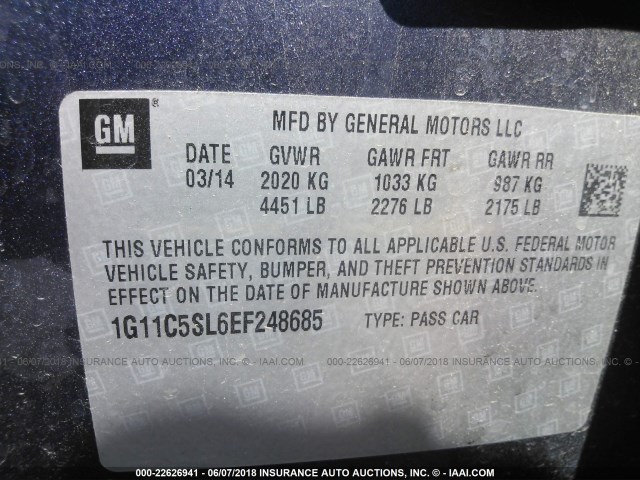 GM ®
MFD BY GENERAL MOTORS LLC
DATE GVWR GAWR FRT GAWR RR
03/14 2020 KG 1033 KG 987 KG
4451 LB 2276 LB 2175 LB
THIS VEHICLE CONFORMS TO ALL APPLICABLE U.S. FEDERAL MOTOR
VEHICLE SAFETY, BUMPER, AND THEFT PREVENTION STANDARDS IN
EFFECT ON THE DATE OF MANUFACTURE SHOWN ABOVE.
1G11C5SL6EF248685 TYPE: PASS CAR
000-22626941 - 06/07/2018 INSURANCE AUTO AUCTIONS, INC. © - IAAI.COM